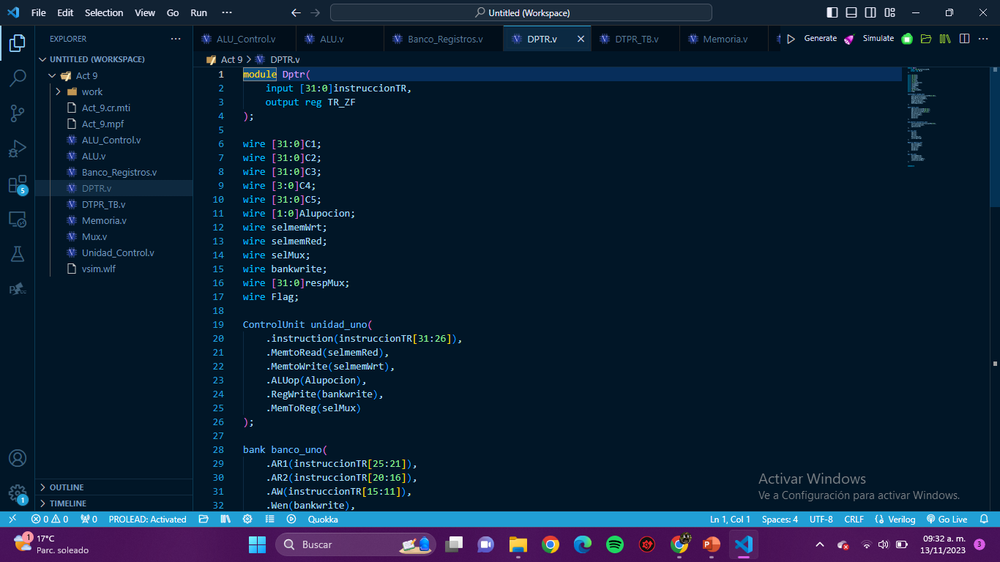 File Edit Selection View Go Run ··· Untitled (Workspace)
EXPLORER ···
UNTITLED (WORKSPACE)
Act 9
work
Act_9.cr.mti
Act_9.mpf
ALU_Control.v
ALU.v
Banco_Registros.v
DPTR.v
DTPR_TB.v
Memoria.v
Mux.v
Unidad_Control.v
vsim.wlf
OUTLINE
TIMELINE
5
1
ALU_Control.v ALU.v Banco_Registros.v DPTR.v DTPR_TB.v Memoria.v Generate Simulate ···
Act 9 > DPTR.v
1 module Dptr(
2 input [31:0]instruccionTR,
3 output reg TR_ZF
4 );
5
6 wire [31:0]C1;
7 wire [31:0]C2;
8 wire [31:0]C3;
9 wire [3:0]C4;
10 wire [31:0]C5;
11 wire [1:0]Alupocion;
12 wire selmemWrt;
13 wire selmemRed;
14 wire selMux;
15 wire bankwrite;
16 wire [31:0]respMux;
17 wire Flag;
18
19 ControlUnit unidad_uno(
20 .instruction(instruccionTR[31:26]),
21 .MemtoRead(selmemRed),
22 .MemtoWrite(selmemWrt),
23 .ALUop(Alupocion),
24 .RegWrite(bankwrite),
25 .MemToReg(selMux)
26 );
27
28 bank banco_uno(
29 .AR1(instruccionTR[25:21]),
30 .AR2(instruccionTR[20:16]),
31 .AW(instruccionTR[15:11]),
32 .Wen(bankwrite),
Activar Windows
Ve a Configuración para activar Windows.
0 0 0 PROLEAD: Activated Quokka Ln 1, Col 1 Spaces: 4 UTF-8 CRLF Verilog Go Live
1 17°C
Parc. soleado
Buscar
09:32 a. m.
13/11/2023
3